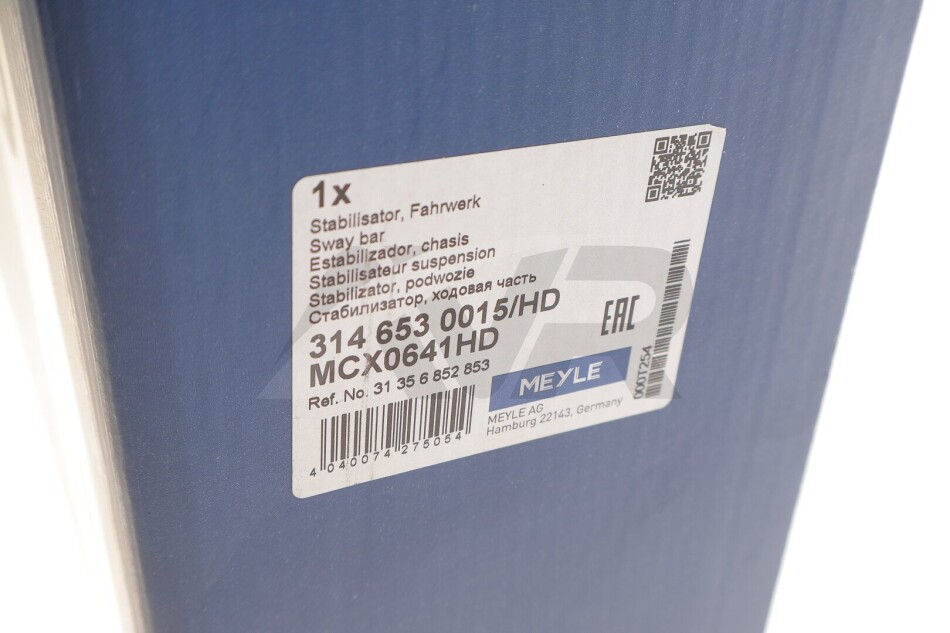 1x
Stabilisator, Fahrwerk
Sway bar
Estabilizador, chasis
Stabilisateur suspension
Stabilizator, podwozie
Стабилизатор, ходовая часть
314 653 0015/HD
MCX0641HD
Ref. No. 31 35 6 852 853
EAC
MEYLE
MEYLE AG
Hamburg 22143, Germany
4 040074 275054
000T254